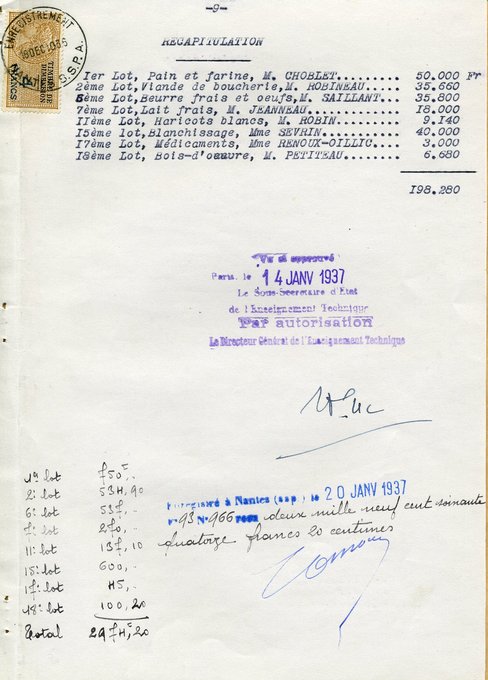 -9-
ENREGISTREMENT
D.S.P.A.
RECAPITULATION
Ier Lot, Pain et farine, M. CHOBLET......... 50.000 Fr
2ème Lot, Viande de boucherie, M. ROBINEAU..... 35.660
6ème Lot, Beurre frais et oeufs, M. SAILLANT... 35.800
7ème Lot, Lait frais, M. JEANNEAU........... 18.000
IIème Lot, Haricots blancs, M. ROBIN....... 9.140
I5ème lot, Blanchissage, Mme SEVRIN......... 40.000
I7ème Lot, Médicaments, Mme RENOUX-OILLIC... 3.000
I8ème Lot, Bois-d'oeuvre, M. PETITEAU....... 6.680
I98.280
Vu et approuvé
Paris, le 14 JANV 1937
Le Sous-Secrétaire d'Etat
de l'Enseignement Technique
Par autorisation
Le Directeur Général de l'Enseignement Technique
Enregistré à Nantes (s.s.p.) le 20 JANV 1937
F° 93 N° 966 reçu deux mille neuf cent soixante
quatorze francs 20 centimes
1er lot 750,-
2e lot 534,90
6e lot 537,-
7e lot 270,-
11e lot 137,10
15e lot 600,-
17e lot 45,-
18e lot 100,20
Total 2974,20